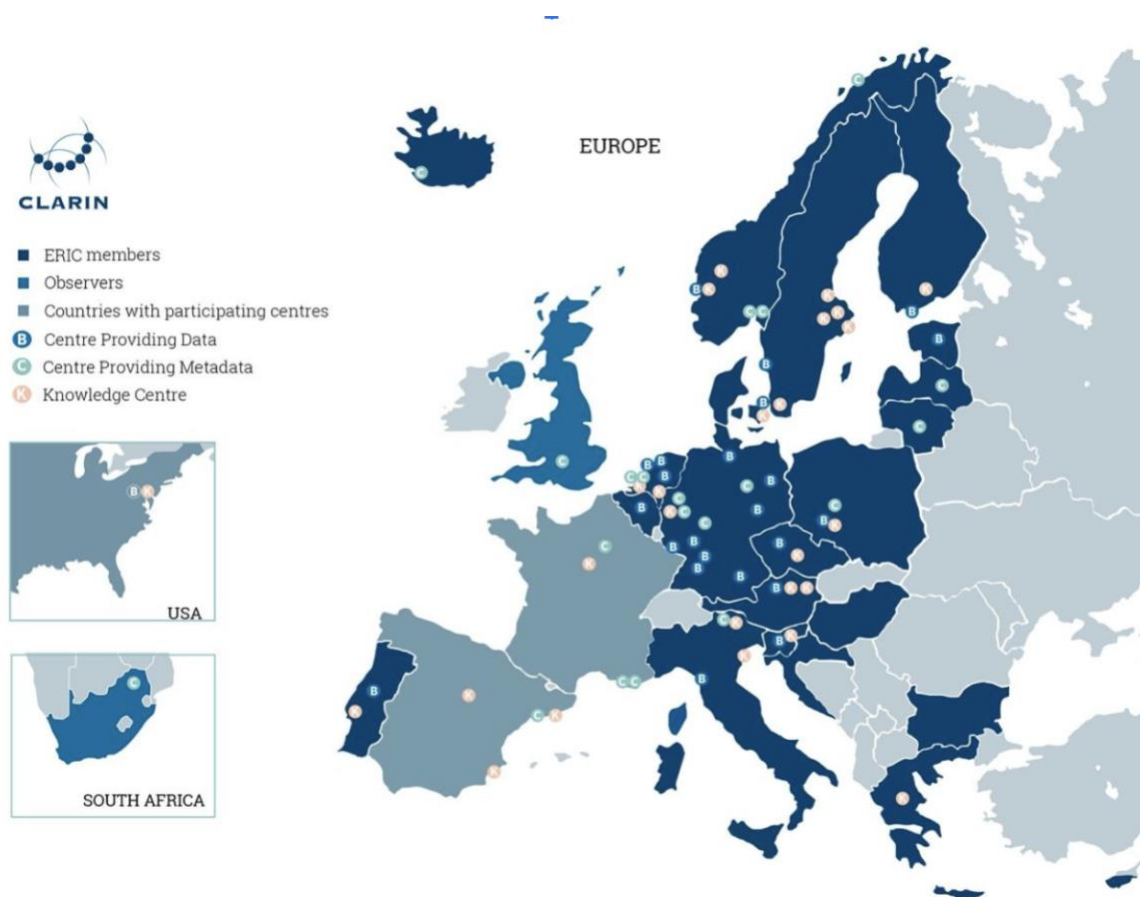 EUROPE
CLARIN
ERIC members
Observers
Countries with participating centres
B Centre Providing Data
C Centre Providing Metadata
K Knowledge Centre
USA
SOUTH AFRICA